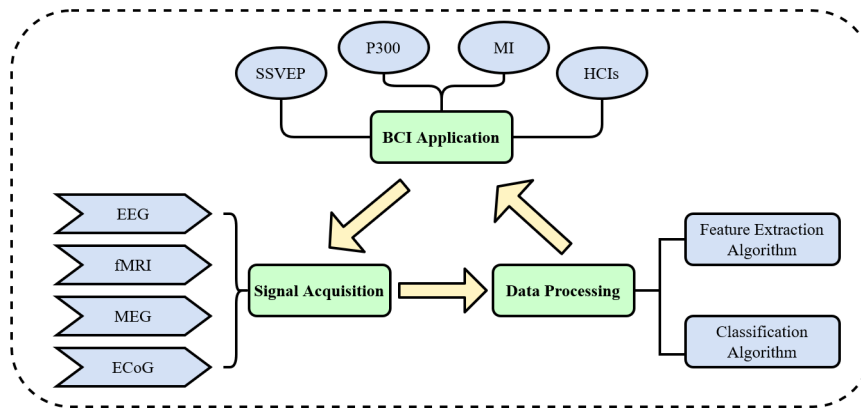 P300
MI
SSVEP
HCIs
BCI Application
EEG
fMRI
MEG
ECoG
Signal Acquisition
Data Processing
Feature Extraction
Algorithm
Classification
Algorithm